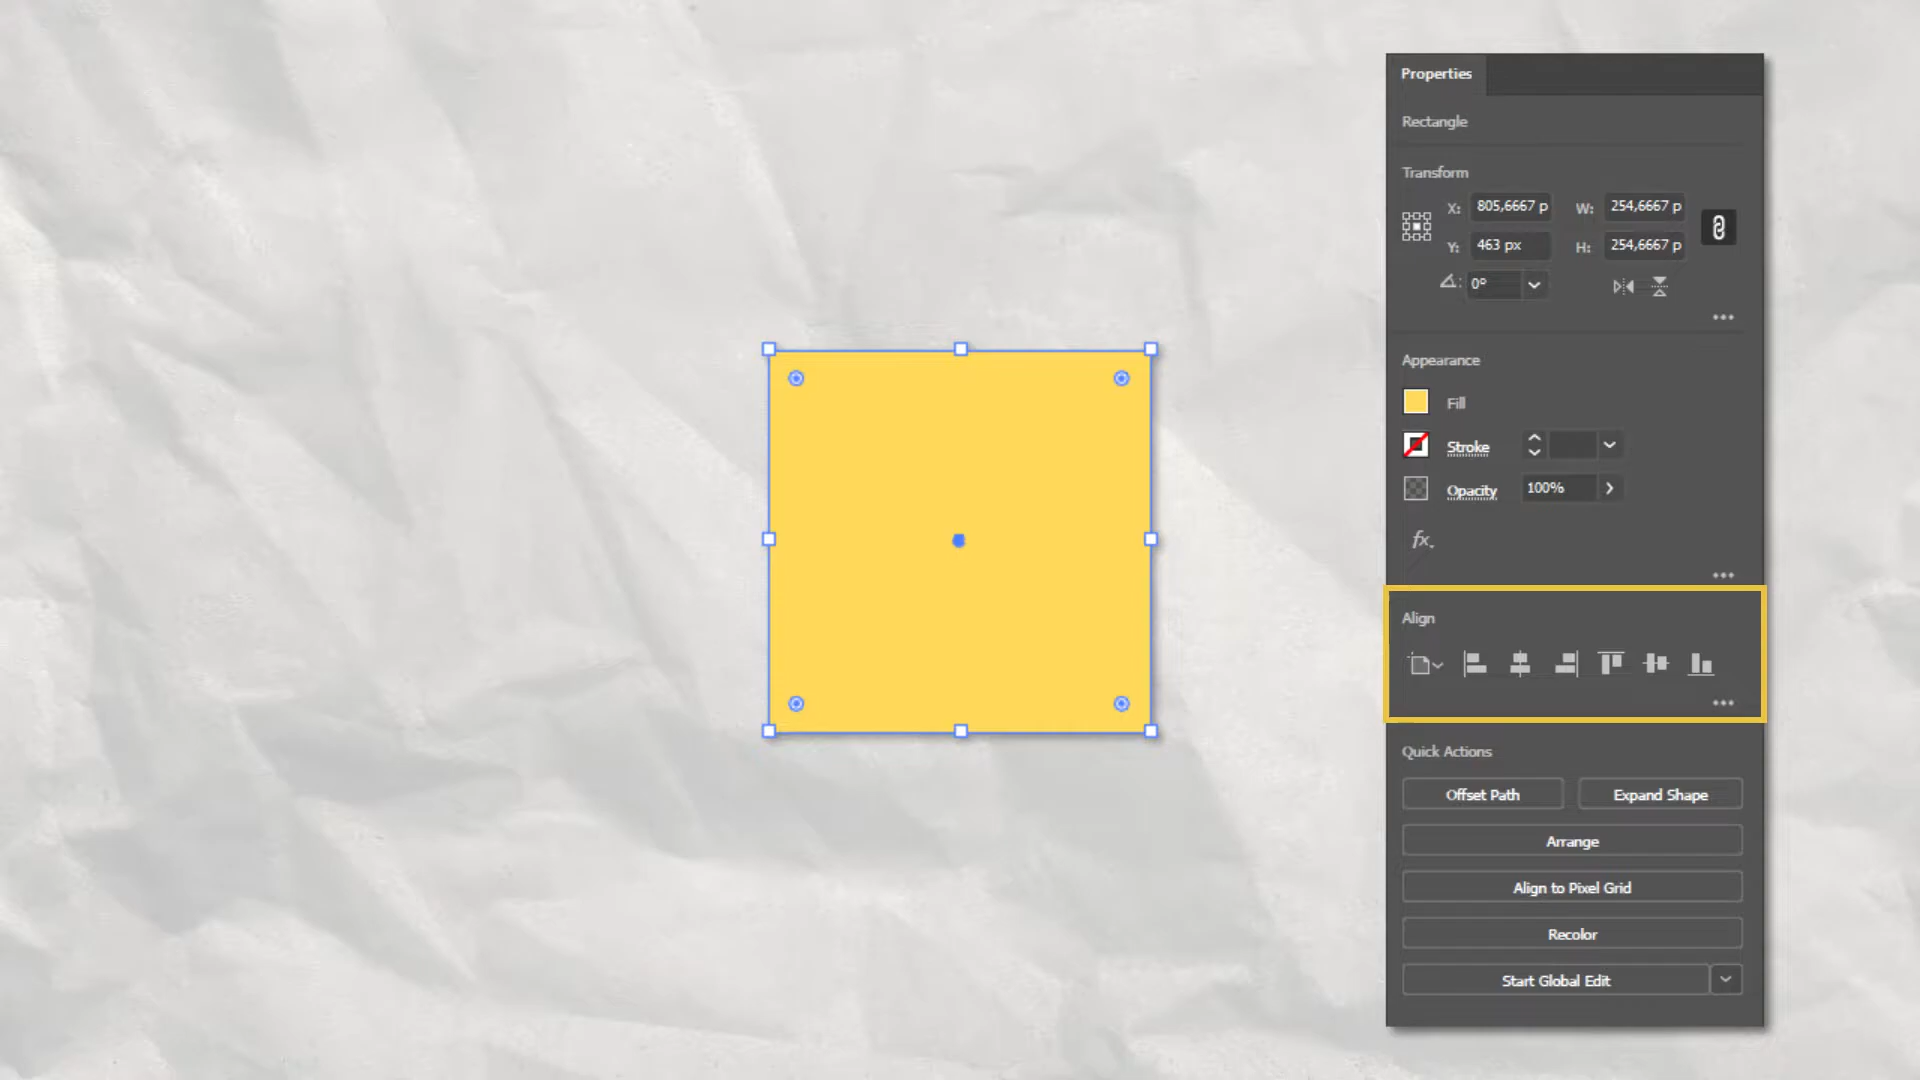 Properties
Rectangle
Transform
X: 805,6667 p W: 254,6667 p
Y: 463 px H: 254,6667 p
0°
Appearance
Fill
Stroke
Opacity 100%
fx
Align
Quick Actions
Offset Path Expand Shape
Arrange
Align to Pixel Grid
Recolor
Start Global Edit